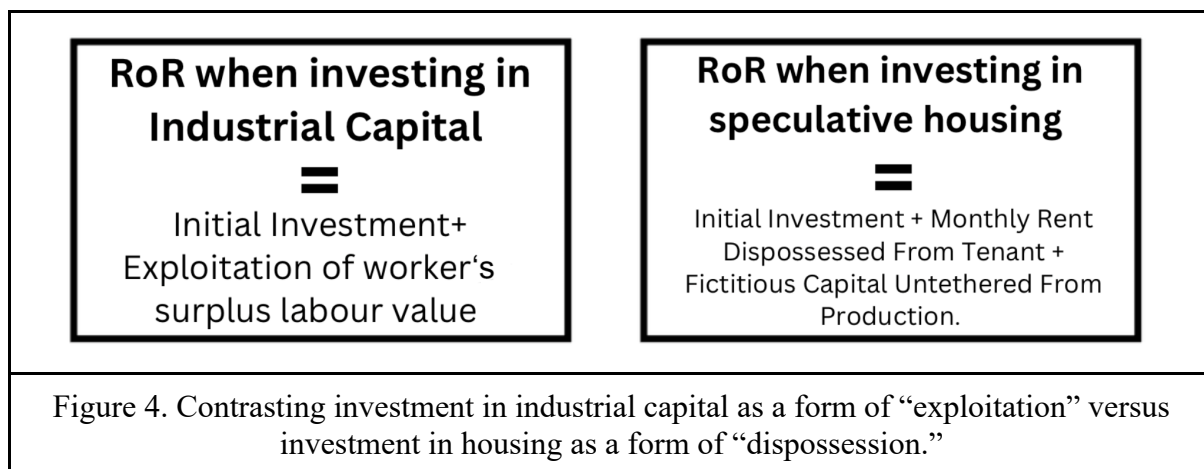 RoR when investing in
Industrial Capital
=
Initial Investment+
Exploitation of worker‘s
surplus labour value
RoR when investing in
speculative housing
=
Initial Investment + Monthly Rent
Dispossessed From Tenant +
Fictitious Capital Untethered From
Production.
Figure 4. Contrasting investment in industrial capital as a form of “exploitation” versus
investment in housing as a form of “dispossession.”